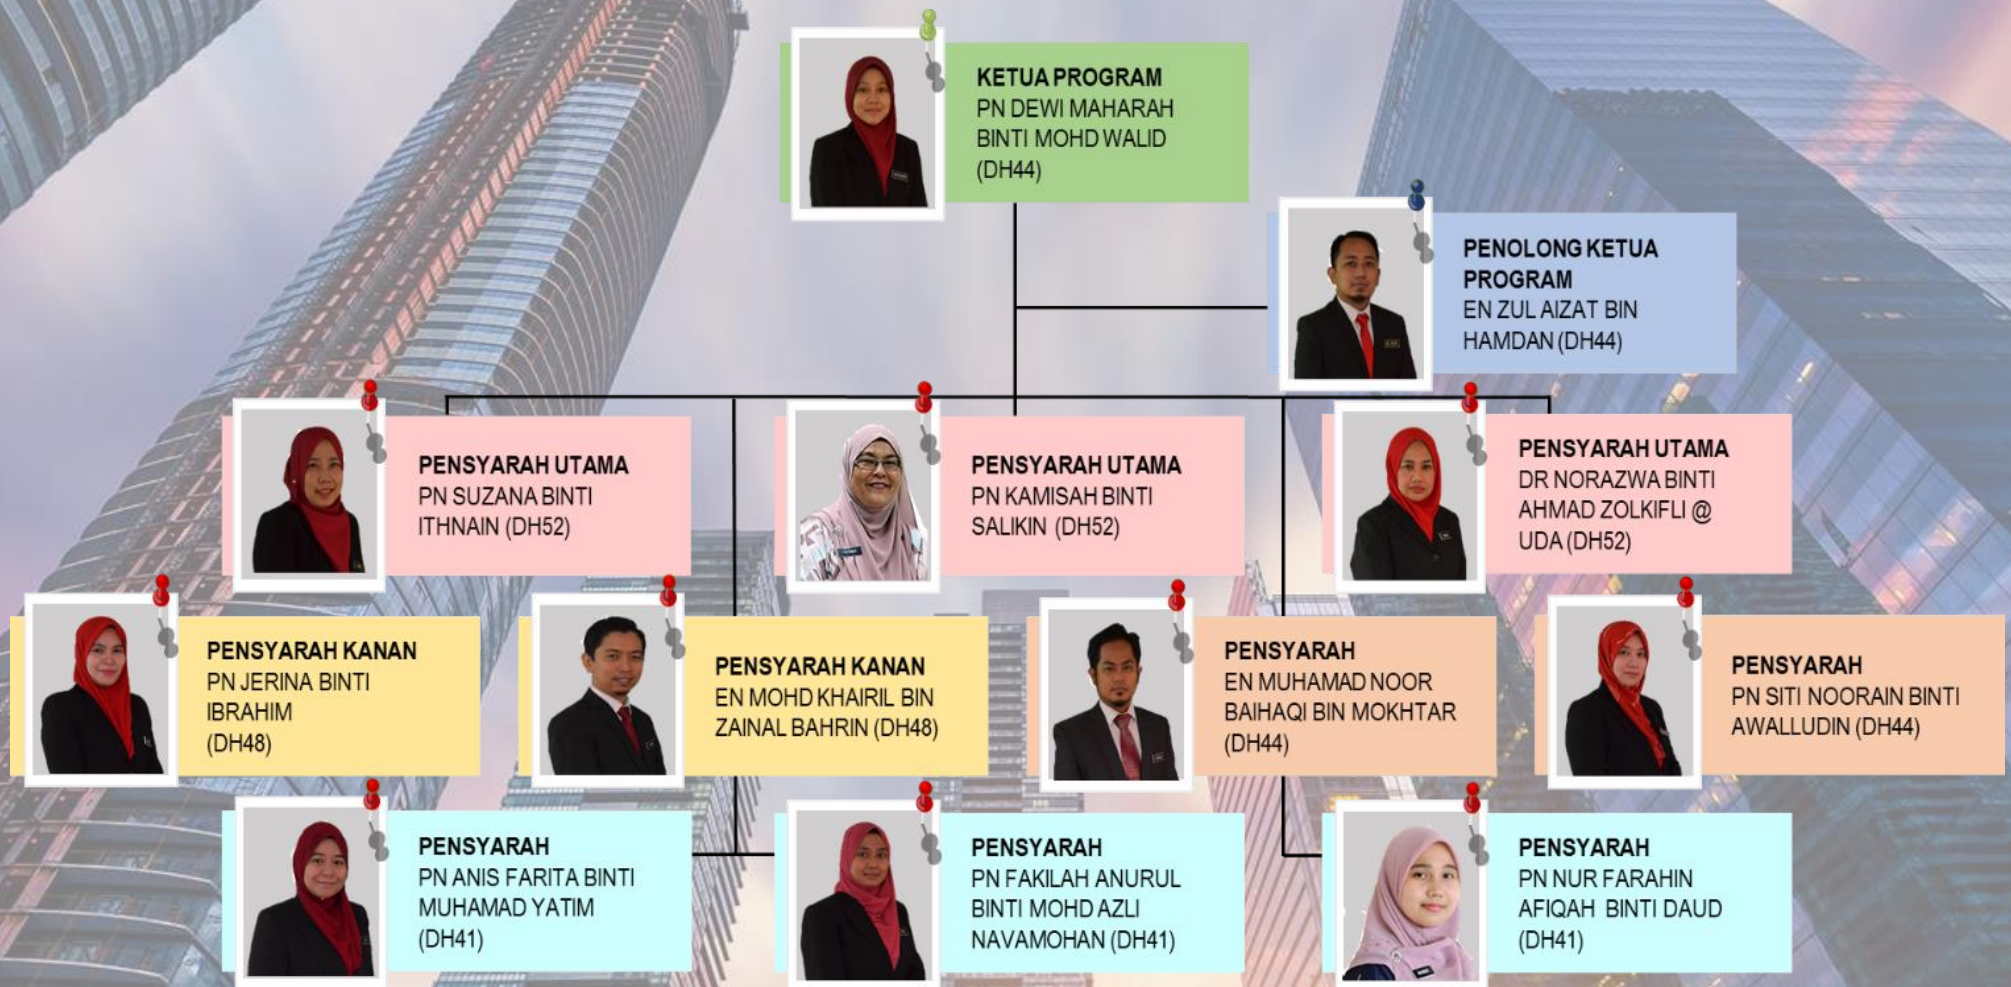 KETUA PROGRAM
PN DEWI MAHARAH
BINTI MOHD WALID
(DH44)
PENOLONG KETUA
PROGRAM
EN ZUL AIZAT BIN
HAMDAN (DH44)
PENSYARAH UTAMA
PN SUZANA BINTI
ITHNAIN (DH52)
PENSYARAH UTAMA
PN KAMISAH BINTI
SALIKIN (DH52)
PENSYARAH UTAMA
DR NORAZWA BINTI
AHMAD ZOLKIFLI @
UDA (DH52)
PENSYARAH KANAN
PN JERINA BINTI
IBRAHIM
(DH48)
PENSYARAH KANAN
EN MOHD KHAIRIL BIN
ZAINAL BAHRIN (DH48)
PENSYARAH
EN MUHAMAD NOOR
BAIHAQI BIN MOKHTAR
(DH44)
PENSYARAH
PN SITI NOORAIN BINTI
AWALLUDIN (DH44)
PENSYARAH
PN ANIS FARITA BINTI
MUHAMAD YATIM
(DH41)
PENSYARAH
PN FAKILAH ANURUL
BINTI MOHD AZLI
NAVAMOHAN (DH41)
PENSYARAH
PN NUR FARAHIN
AFIQAH BINTI DAUD
(DH41)